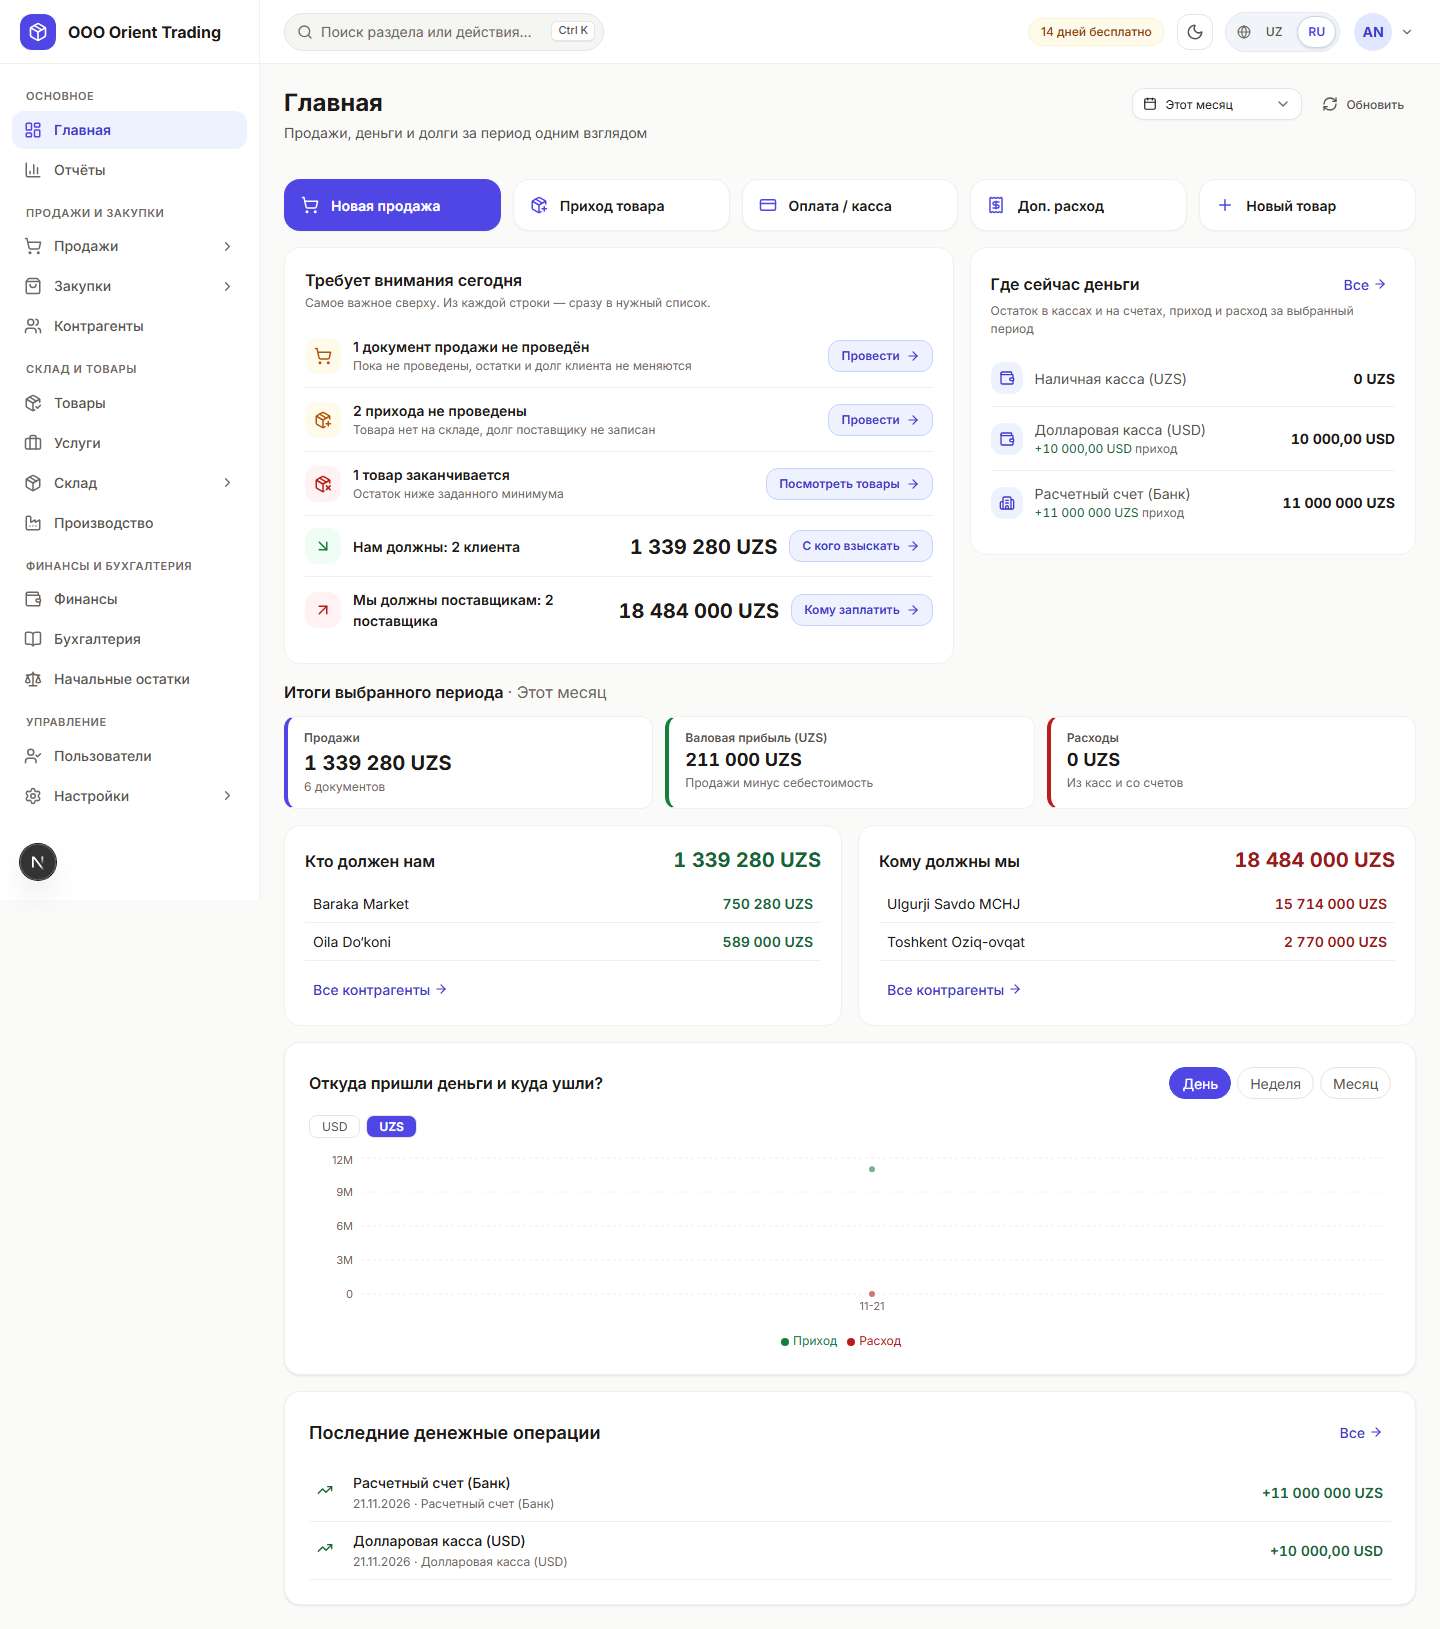 ООО Orient Trading
Поиск раздела или действия...
Ctrl K
14 дней бесплатно
UZ
RU
AN
ОСНОВНОЕ
Главная
Отчёты
ПРОДАЖИ И ЗАКУПКИ
Продажи
Закупки
Контрагенты
СКЛАД И ТОВАРЫ
Товары
Услуги
Склад
Производство
ФИНАНСЫ И БУХГАЛТЕРИЯ
Финансы
Бухгалтерия
Начальные остатки
УПРАВЛЕНИЕ
Пользователи
Настройки
N
Главная
Продажи, деньги и долги за период одним взглядом
Этот месяц
Обновить
Новая продажа
Приход товара
Оплата / касса
Доп. расход
Новый товар
Требует внимания сегодня
Самое важное сверху. Из каждой строки — сразу в нужный список.
1 документ продажи не проведён
Пока не проведены, остатки и долг клиента не меняются
Провести
2 прихода не проведены
Товара нет на складе, долг поставщику не записан
Провести
1 товар заканчивается
Остаток ниже заданного минимума
Посмотреть товары
Нам должны: 2 клиента
1 339 280 UZS
С кого взыскать
Мы должны поставщикам: 2
поставщика
18 484 000 UZS
Кому заплатить
Где сейчас деньги
Все
Остаток в кассах и на счетах, приход и расход за выбранный
период
Наличная касса (UZS)
0 UZS
Долларовая касса (USD)
+10 000,00 USD приход
10 000,00 USD
Расчетный счет (Банк)
+11 000 000 UZS приход
11 000 000 UZS
Итоги выбранного периода · Этот месяц
Продажи
1 339 280 UZS
6 документов
Валовая прибыль (UZS)
211 000 UZS
Продажи минус себестоимость
Расходы
0 UZS
Из касс и со счетов
Кто должен нам
1 339 280 UZS
Baraka Market
750 280 UZS
Oila Do‘koni
589 000 UZS
Все контрагенты
Кому должны мы
18 484 000 UZS
Ulgurji Savdo MCHJ
15 714 000 UZS
Toshkent Oziq-ovqat
2 770 000 UZS
Все контрагенты
Откуда пришли деньги и куда ушли?
День
Неделя
Месяц
USD
UZS
12M
9M
6M
3M
0
11-21
Приход
Расход
Последние денежные операции
Все
Расчетный счет (Банк)
21.11.2026 · Расчетный счет (Банк)
+11 000 000 UZS
Долларовая касса (USD)
21.11.2026 · Долларовая касса (USD)
+10 000,00 USD